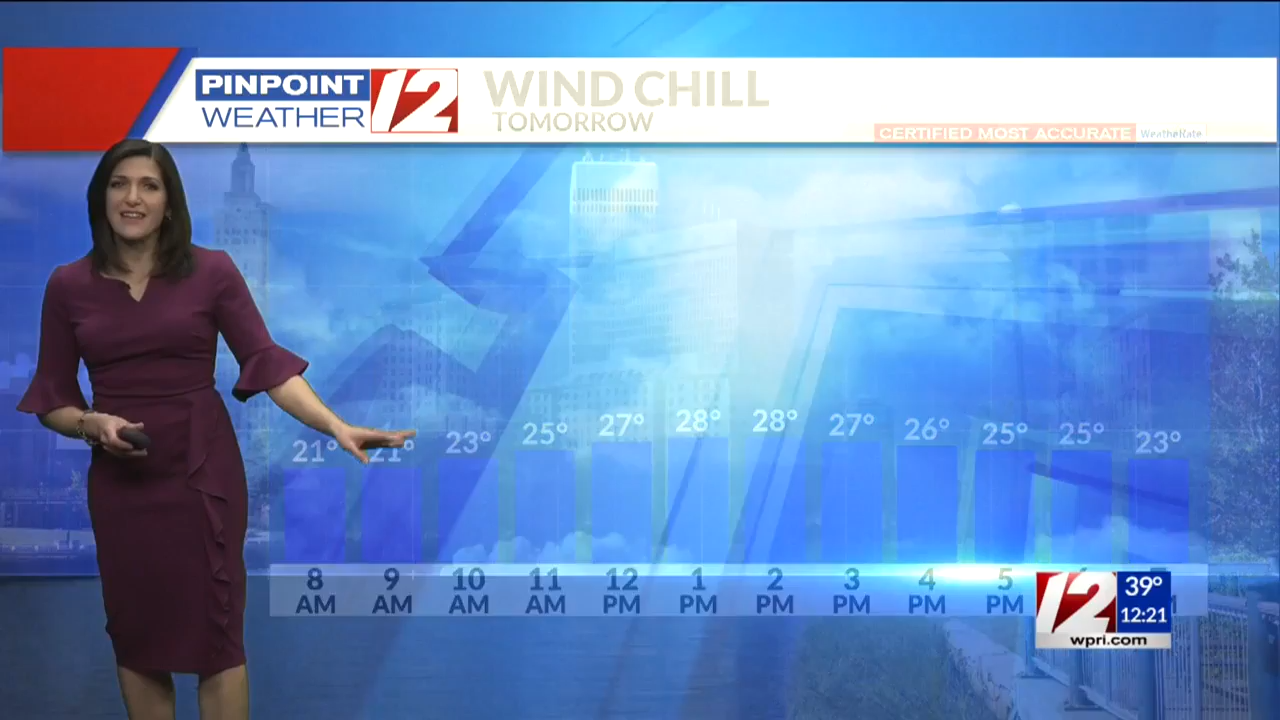 PINPOINT
WEATHER
12
WIND CHILL
TOMORROW
CERTIFIED MOST ACCURATE
WeatheRate
21° 21° 23° 25° 27° 28° 28° 27° 26° 25° 25° 23°
8 9 10 11 12 1 2 3 4 5
AM AM AM AM PM PM PM PM PM PM
12
39°
12:21
wpri.com